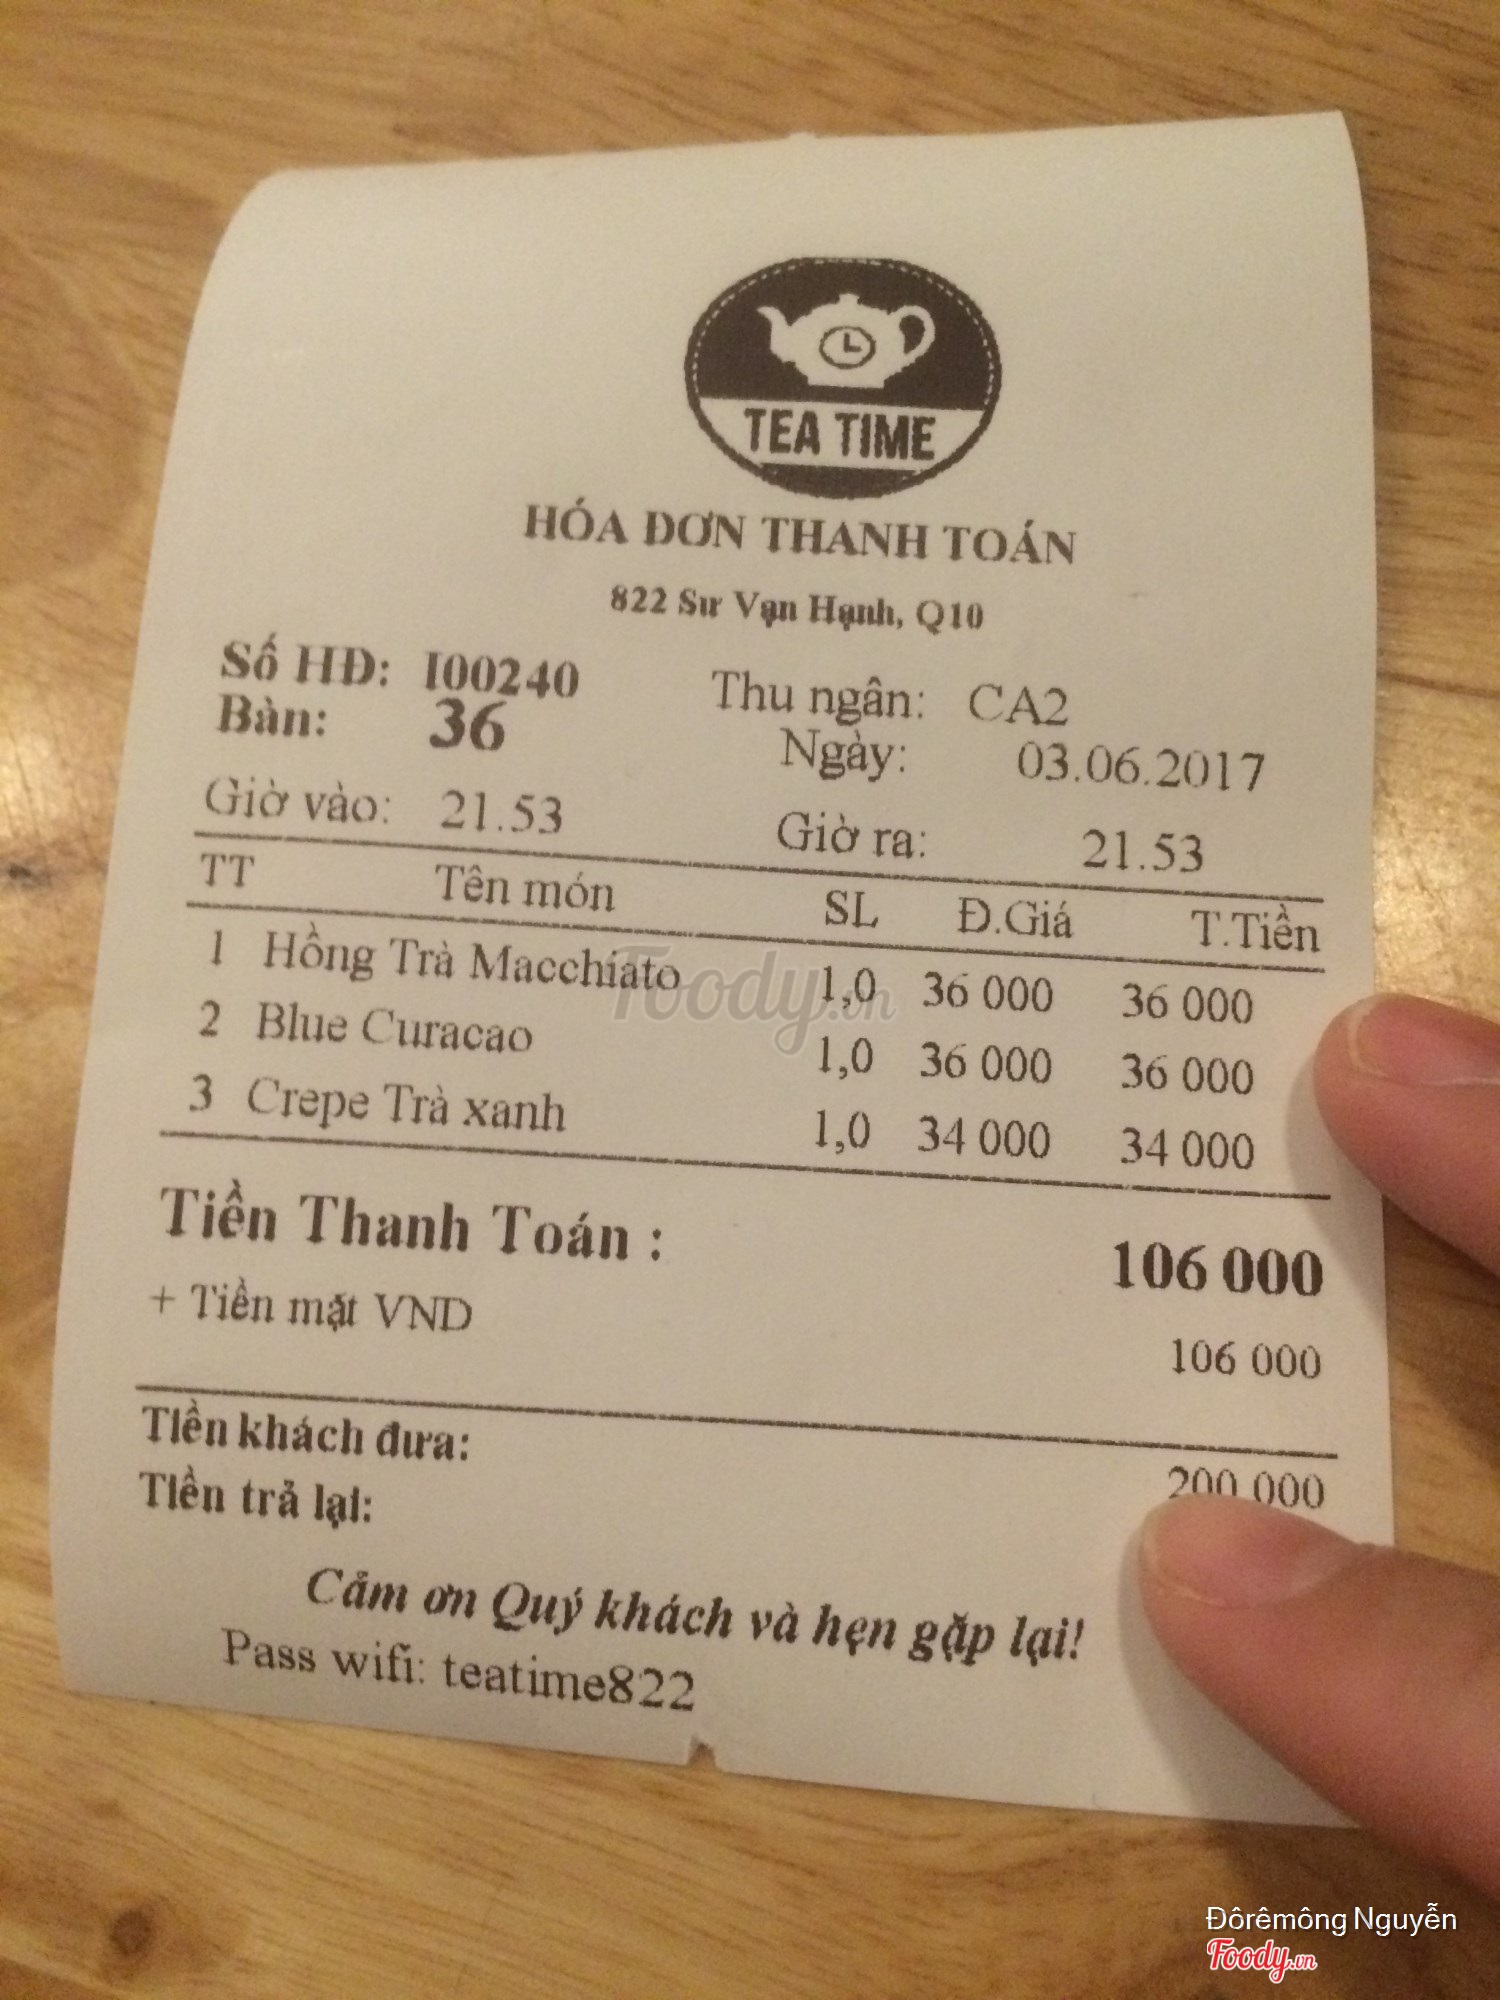 TEA TIME
HÓA ĐƠN THANH TOÁN
822 Sư Vạn Hạnh, Q10
Số HĐ: I00240 Thu ngân: CA2
Bàn: 36 Ngày: 03.06.2017
Giờ vào: 21.53 Giờ ra: 21.53
TT Tên món SL Đ.Giá T.Tiền
1 Hồng Trà Macchiato 1,0 36 000 36 000
2 Blue Curacao 1,0 36 000 36 000
3 Crepe Trà xanh 1,0 34 000 34 000
Tiền Thanh Toán : 106 000
+ Tiền mặt VND 106 000
Tiền khách đưa: 200 000
Tiền trả lại:
Cảm ơn Quý khách và hẹn gặp lại!
Pass wifi: teatime822
Foody.vn
Đôrêmông Nguyễn
Foody.vn